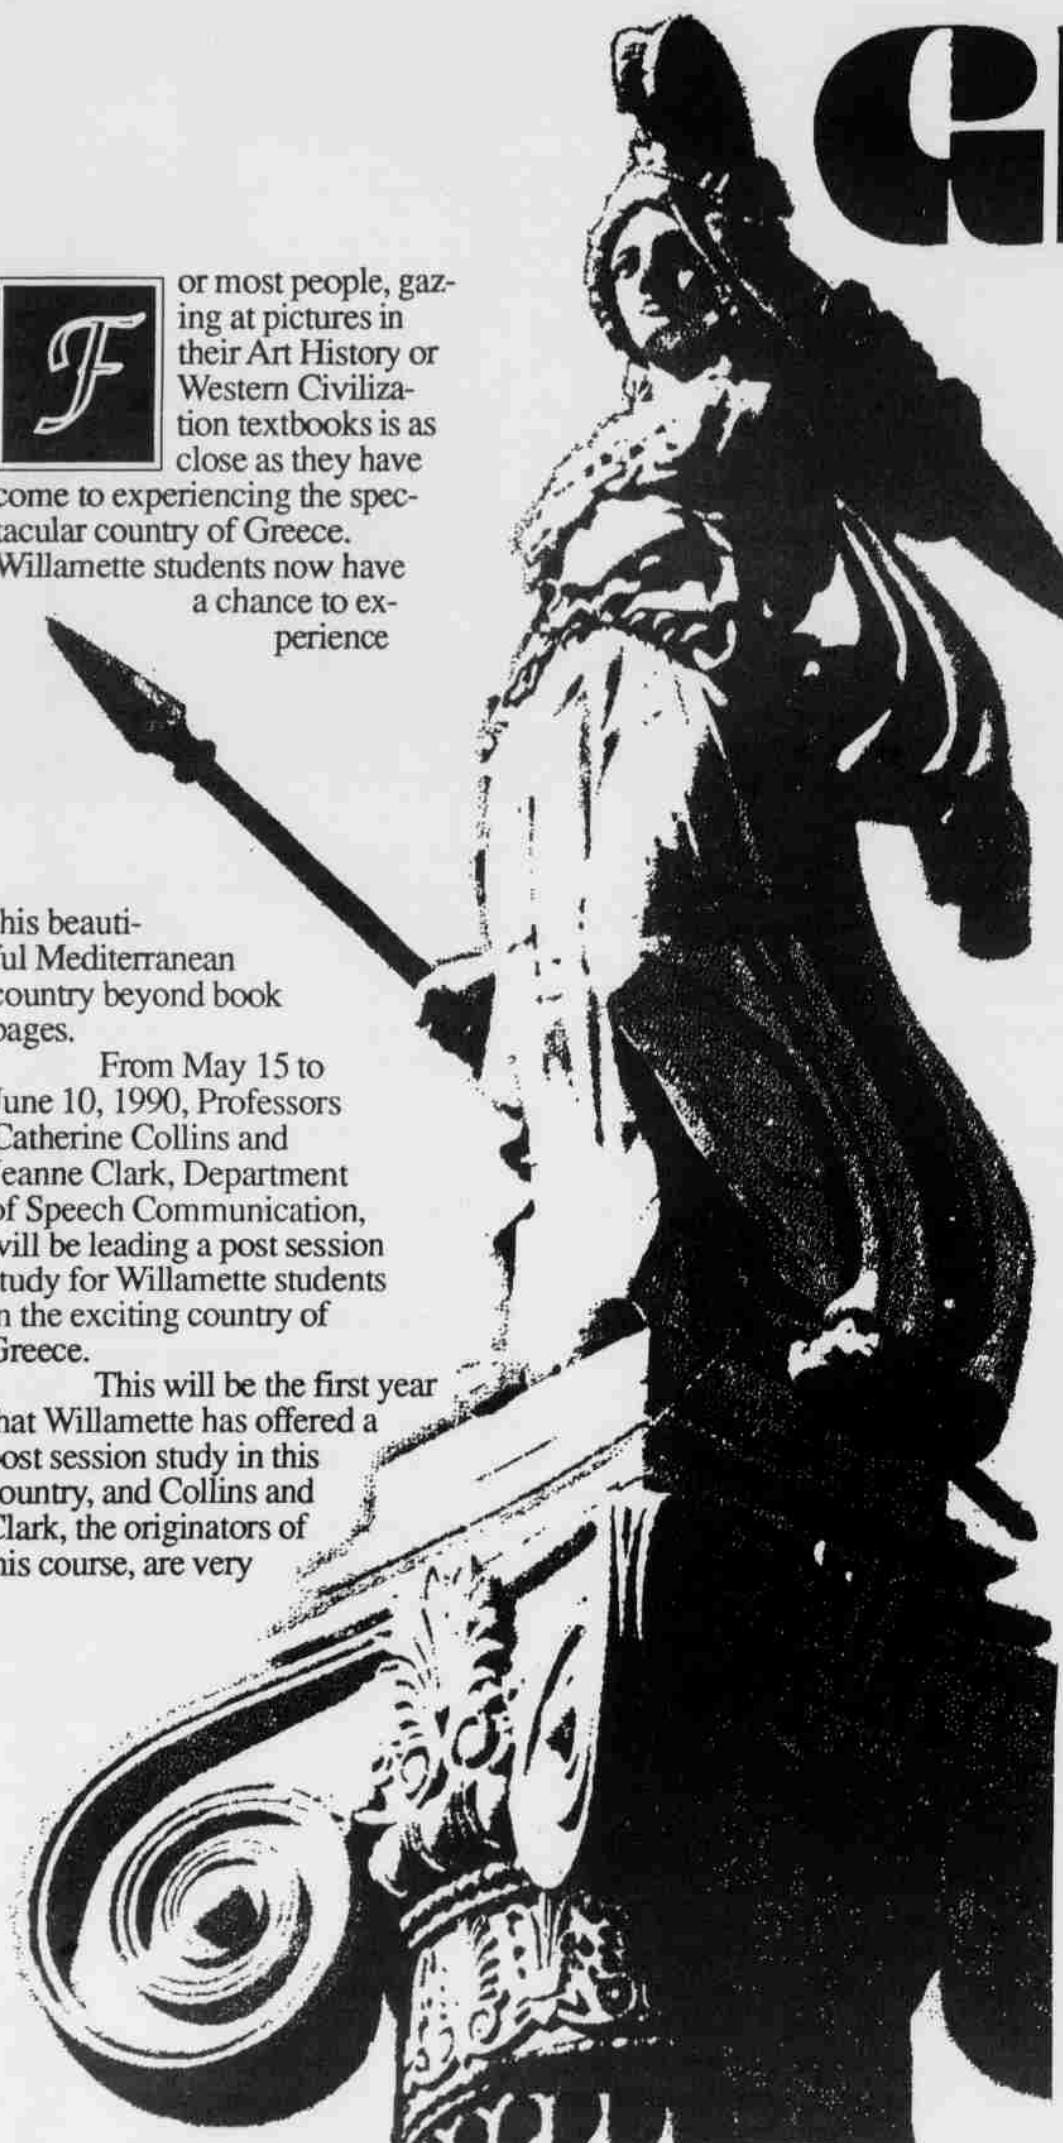 G
F
or most people, gaz-
ing at pictures in
their Art History or
Western Civiliza-
tion textbooks is as
close as they have
come to experiencing the spec-
tacular country of Greece.
Willamette students now have
a chance to ex-
perience
his beauti-
ful Mediterranean
country beyond book
pages.
From May 15 to
June 10, 1990, Professors
Catherine Collins and
Jeanne Clark, Department
of Speech Communication,
will be leading a post session
study for Willamette students
n the exciting country of
Greece.
This will be the first year
hat Willamette has offered a
ost session study in this
ountry, and Collins and
Clark, the originators of
his course, are very